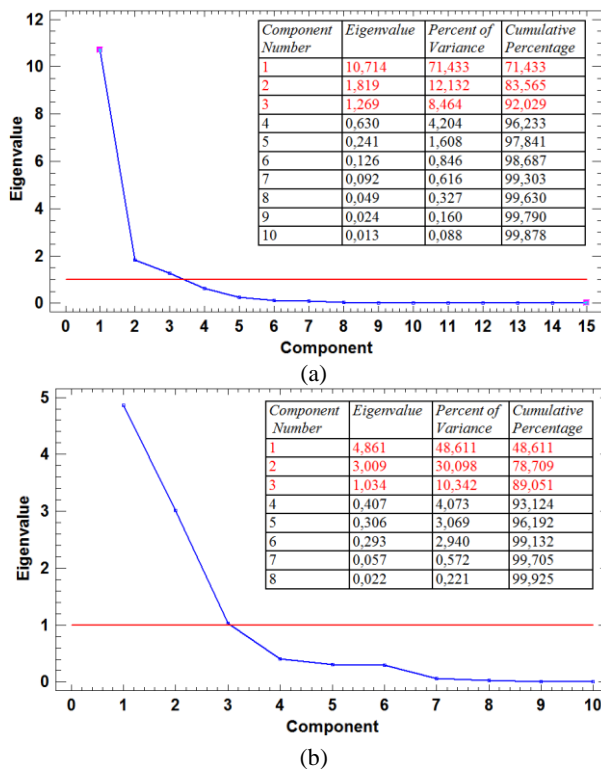 12
10
8
6
4
2
0
Eigenvalue
Component Number Eigenvalue Percent of Variance Cumulative Percentage
1 10,714 71,433 71,433
2 1,819 12,132 83,565
3 1,269 8,464 92,029
4 0,630 4,204 96,233
5 0,241 1,608 97,841
6 0,126 0,846 98,687
7 0,092 0,616 99,303
8 0,049 0,327 99,630
9 0,024 0,160 99,790
10 0,013 0,088 99,878
0 1 2 3 4 5 6 7 8 9 10 11 12 13 14 15
Component
(a)
5
4
3
2
1
0
Eigenvalue
Component Number Eigenvalue Percent of Variance Cumulative Percentage
1 4,861 48,611 48,611
2 3,009 30,098 78,709
3 1,034 10,342 89,051
4 0,407 4,073 93,124
5 0,306 3,069 96,192
6 0,293 2,940 99,132
7 0,057 0,572 99,705
8 0,022 0,221 99,925
0 1 2 3 4 5 6 7 8 9 10
Component
(b)